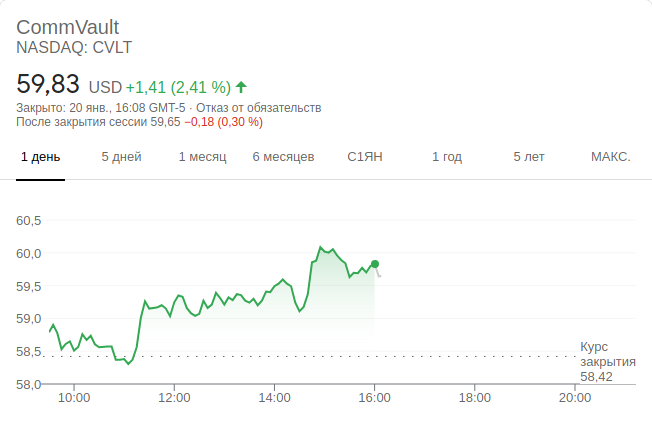 CommVault
NASDAQ: CVLT
59,83 USD +1,41 (2,41 %)
Закрыто: 20 янв., 16:08 GMT-5 · Отказ от обязательств
После закрытия сессии 59,65 −0,18 (0,30 %)
1 день 5 дней 1 месяц 6 месяцев С1ЯН 1 год 5 лет МАКС.
60,5
60,0
59,5
59,0
58,5
58,0
Курс
закрытия
58,42
10:00 12:00 14:00 16:00 18:00 20:00